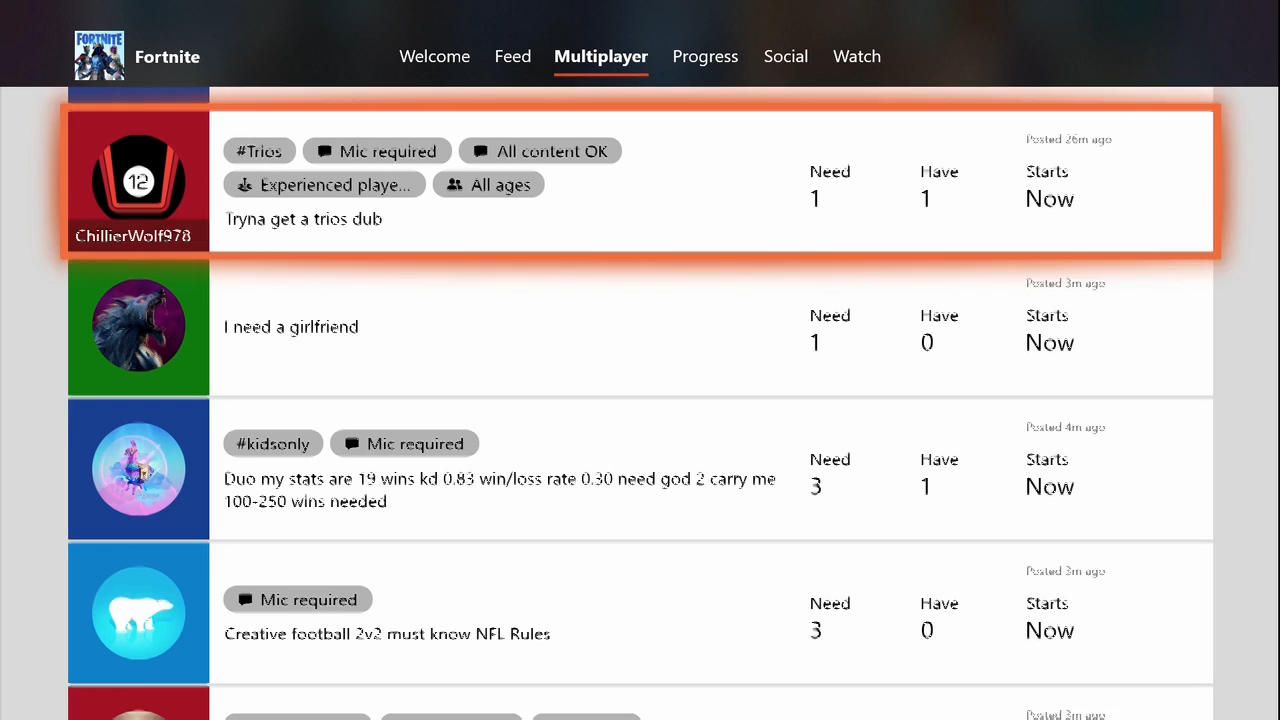 FORTNITE
Fortnite
Welcome Feed Multiplayer Progress Social Watch
12
ChillierWolf978
#Trios Mic required All content OK
Experienced playe... All ages
Tryna get a trios dub
Posted 26m ago
Need Have Starts
1 1 Now
I need a girlfriend
Posted 3m ago
Need Have Starts
1 0 Now
#kidsonly Mic required
Duo my stats are 19 wins kd 0.83 win/loss rate 0.30 need god 2 carry me
100-250 wins needed
Posted 4m ago
Need Have Starts
3 1 Now
Mic required
Creative football 2v2 must know NFL Rules
Posted 3m ago
Need Have Starts
3 0 Now
Posted 3m ago